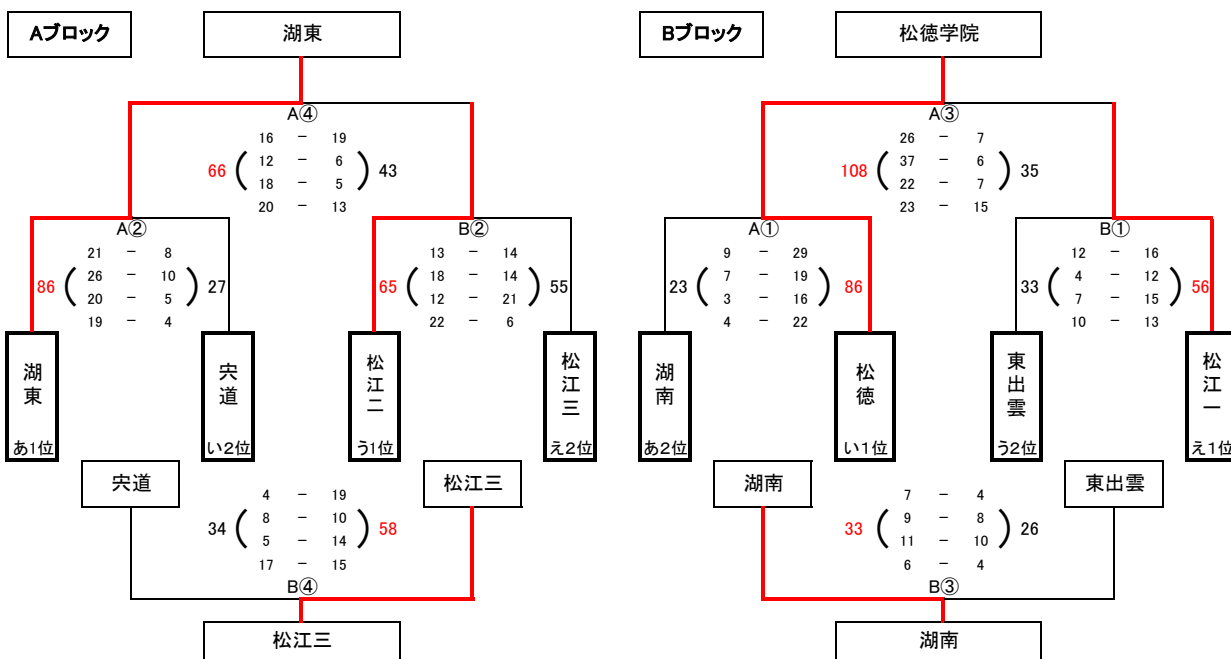 Aブロック
湖東
A④
16 － 19
12 － 6
66 ( ) 43
18 － 5
20 － 13
A②
21 － 8
26 － 10
86 ( ) 27
20 － 5
19 － 4
B②
13 － 14
18 － 14
65 ( ) 55
12 － 21
22 － 6
湖東
あ1位
宍道
い2位
松江二
う1位
松江三
え2位
宍道
松江三
4 － 19
8 － 10
34 ( ) 58
5 － 14
17 － 15
B④
松江三
Bブロック
松徳学院
A③
26 － 7
37 － 6
108 ( ) 35
22 － 7
23 － 15
A①
9 － 29
7 － 19
23 ( ) 86
3 － 16
4 － 22
B①
12 － 16
4 － 12
33 ( ) 56
7 － 15
10 － 13
湖南
あ2位
松徳
い1位
東出雲
う2位
松江一
え1位
湖南
東出雲
7 － 4
9 － 8
33 ( ) 26
11 － 10
6 － 4
B③
湖南